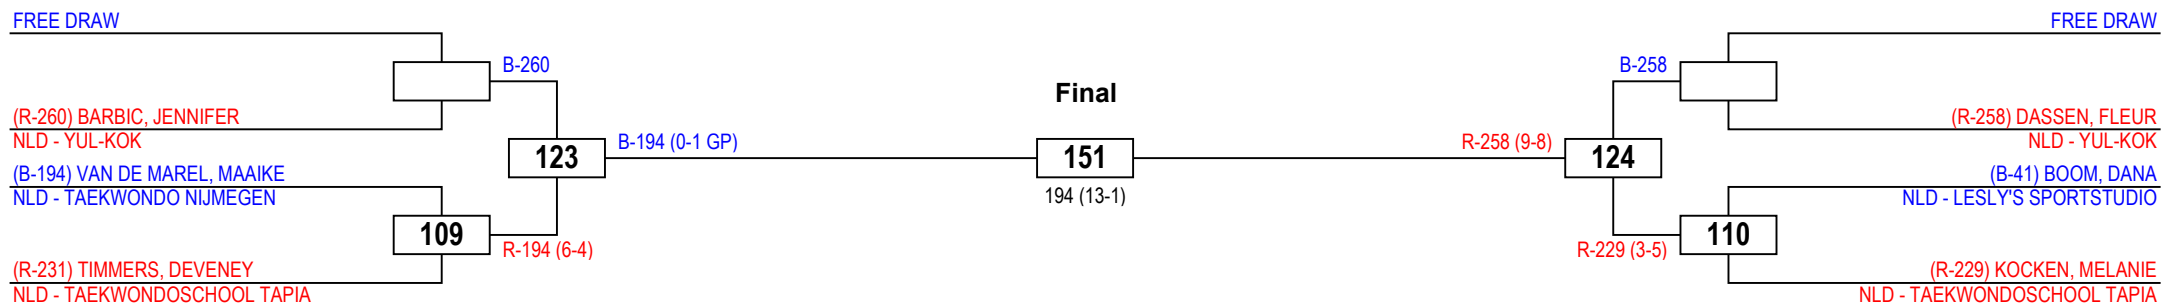 FREE DRAW
B-260
(R-260) BARBIC, JENNIFER
NLD - YUL-KOK
123
B-194 (0-1 GP)
(B-194) VAN DE MAREL, MAAIKE
NLD - TAEKWONDO NIJMEGEN
109
R-194 (6-4)
(R-231) TIMMERS, DEVENEY
NLD - TAEKWONDOSCHOOL TAPIA
Final
151
194 (13-1)
FREE DRAW
B-258
(R-258) DASSEN, FLEUR
NLD - YUL-KOK
R-258 (9-8)
124
(B-41) BOOM, DANA
NLD - LESLY'S SPORTSTUDIO
110
R-229 (3-5)
(R-229) KOCKEN, MELANIE
NLD - TAEKWONDOSCHOOL TAPIA